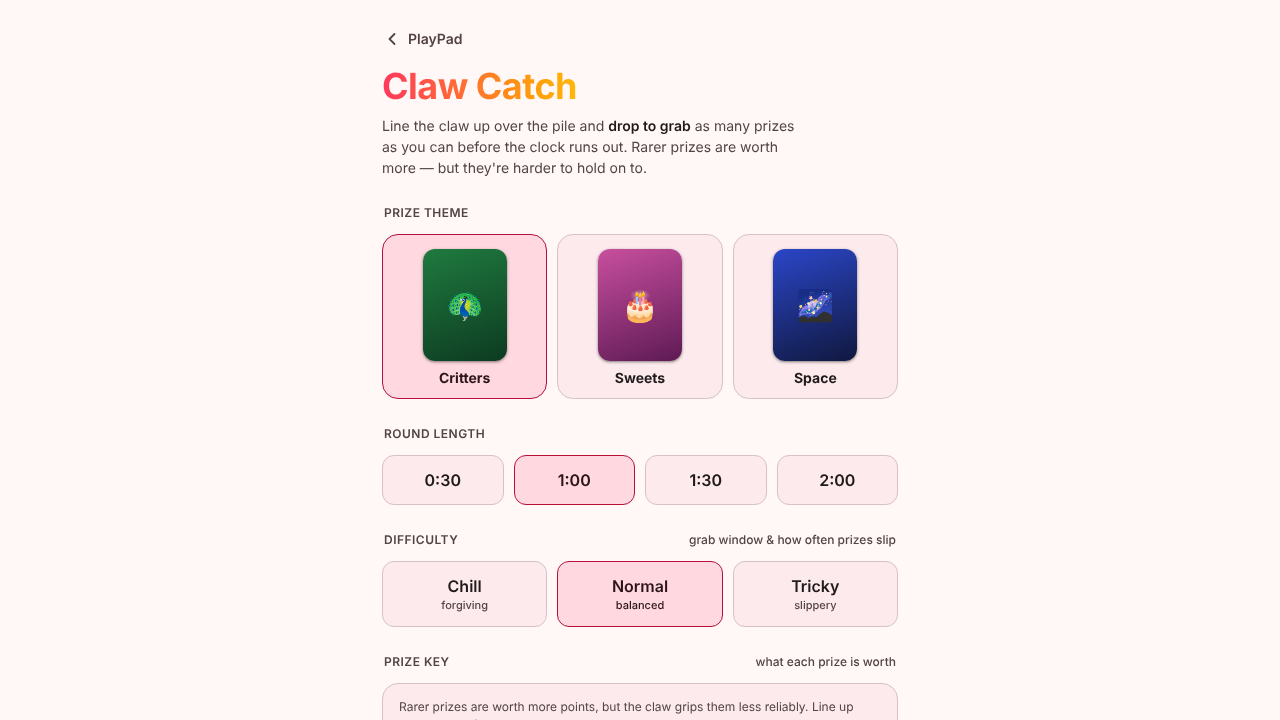 PlayPad
Claw Catch
Line the claw up over the pile and drop to grab as many prizes
as you can before the clock runs out. Rarer prizes are worth
more — but they're harder to hold on to.
PRIZE THEME
Critters
Sweets
Space
ROUND LENGTH
0:30
1:00
1:30
2:00
DIFFICULTY
grab window & how often prizes slip
Chill
forgiving
Normal
balanced
Tricky
slippery
PRIZE KEY
what each prize is worth
Rarer prizes are worth more points, but the claw grips them less reliably. Line up